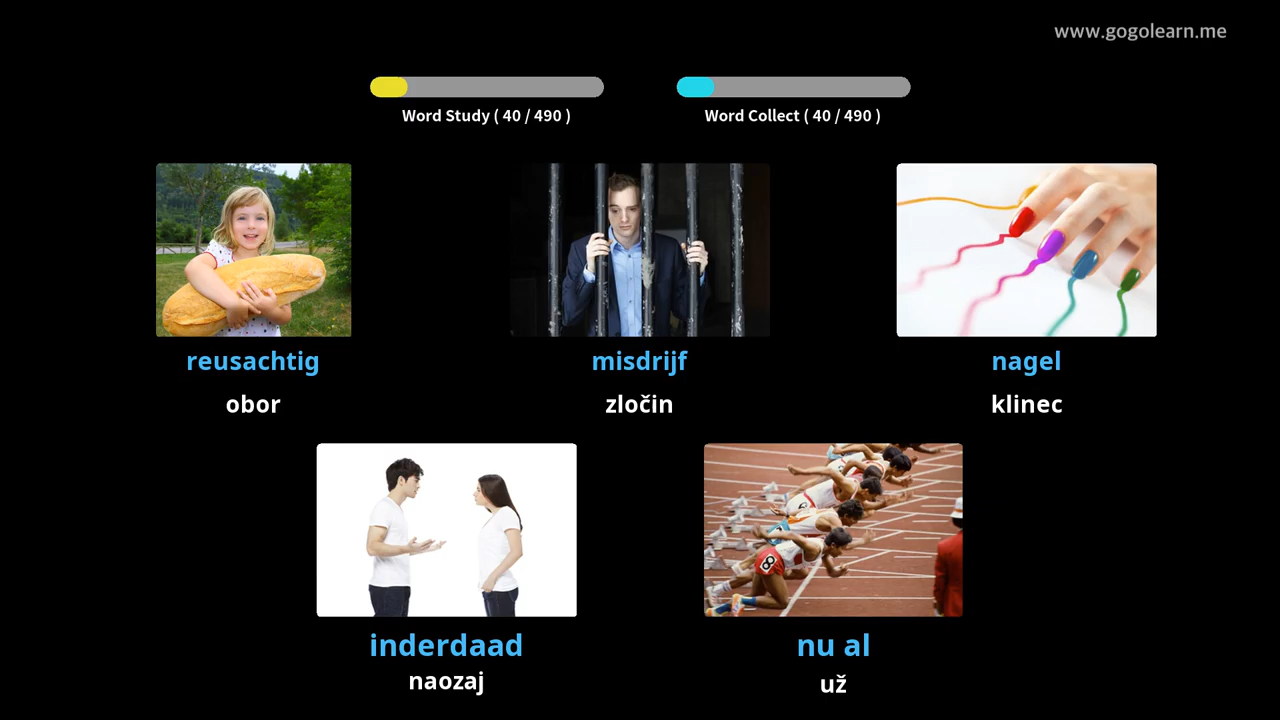 www.gogolearn.me
Word Study ( 40 / 490 )
Word Collect ( 40 / 490 )
reusachtig
obor
misdrijf
zločin
nagel
klinec
inderdaad
naozaj
nu al
už